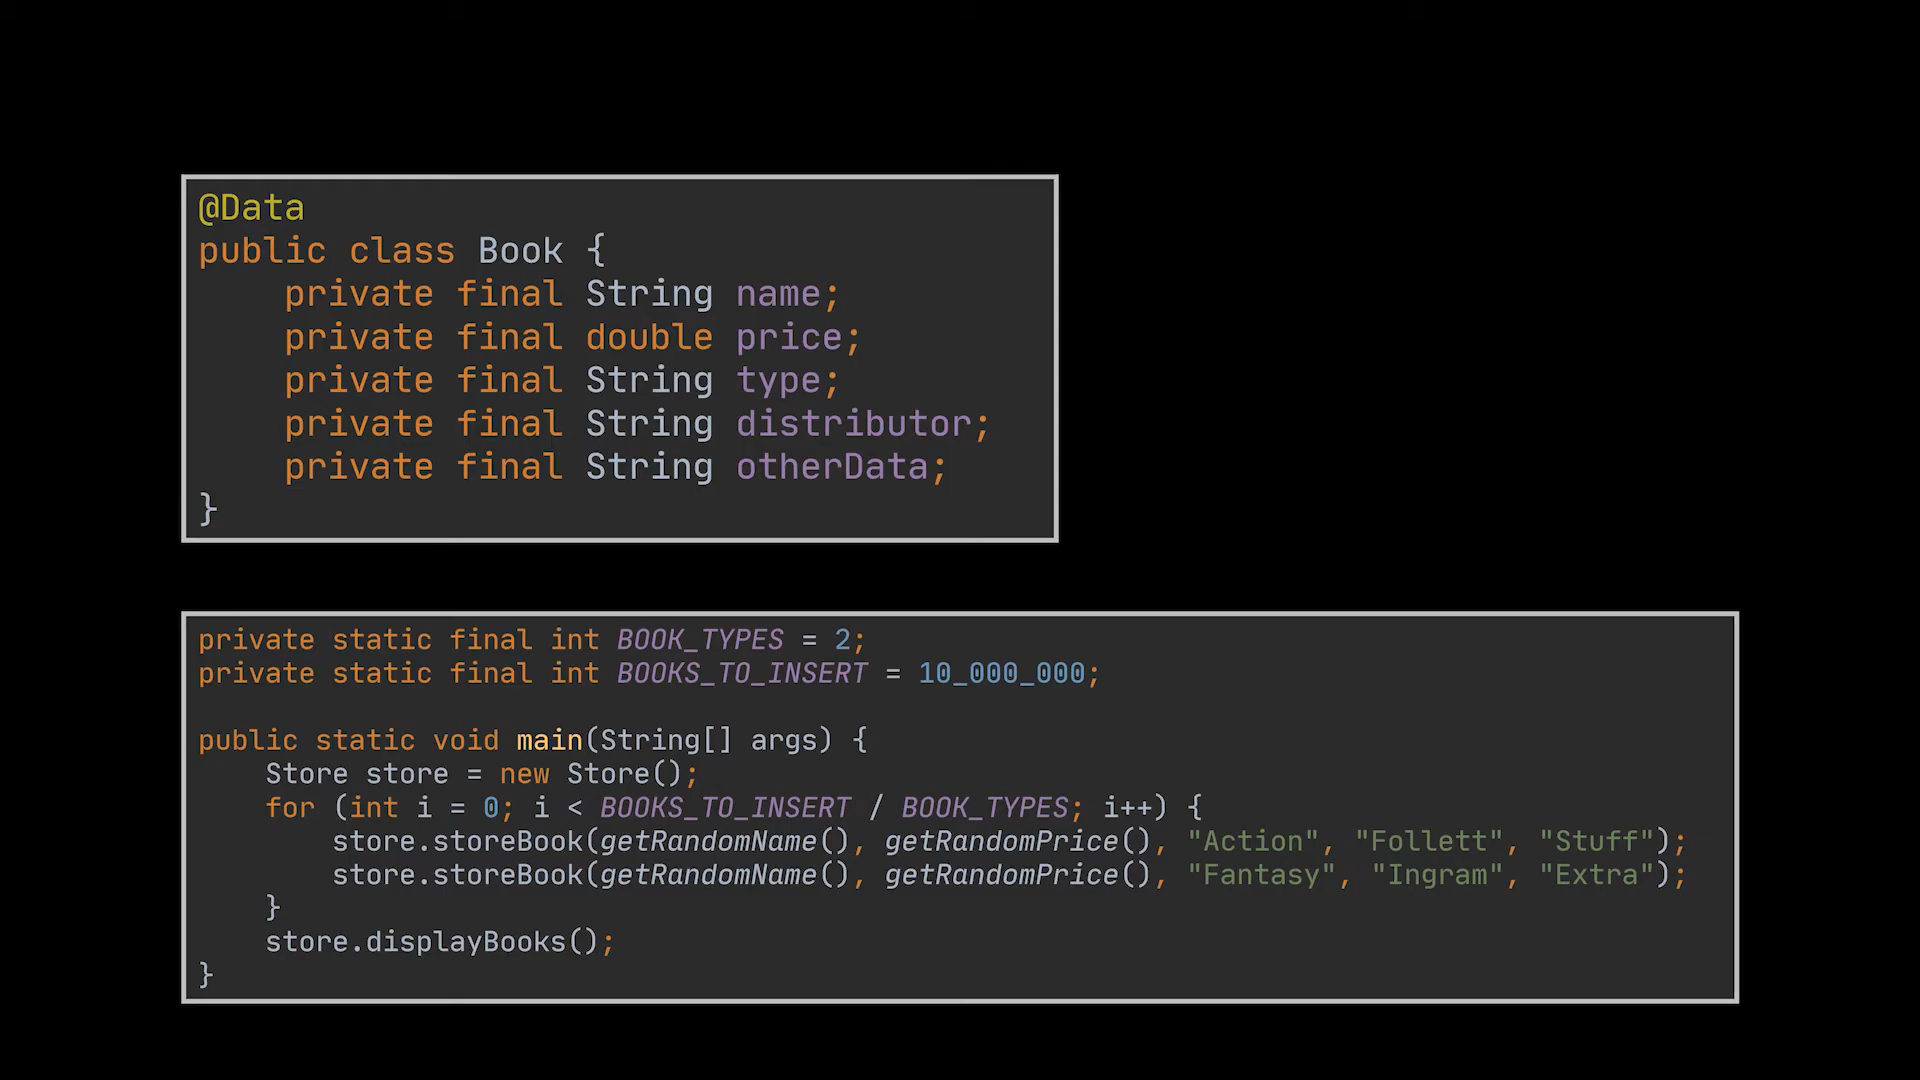 @Data
public class Book {
    private final String name;
    private final double price;
    private final String type;
    private final String distributor;
    private final String otherData;
}
private static final int BOOK_TYPES = 2;
private static final int BOOKS_TO_INSERT = 10_000_000;
public static void main(String[] args) {
    Store store = new Store();
    for (int i = 0; i < BOOKS_TO_INSERT / BOOK_TYPES; i++) {
        store.storeBook(getRandomName(), getRandomPrice(), "Action", "Follett", "Stuff");
        store.storeBook(getRandomName(), getRandomPrice(), "Fantasy", "Ingram", "Extra");
    }
    store.displayBooks();
}